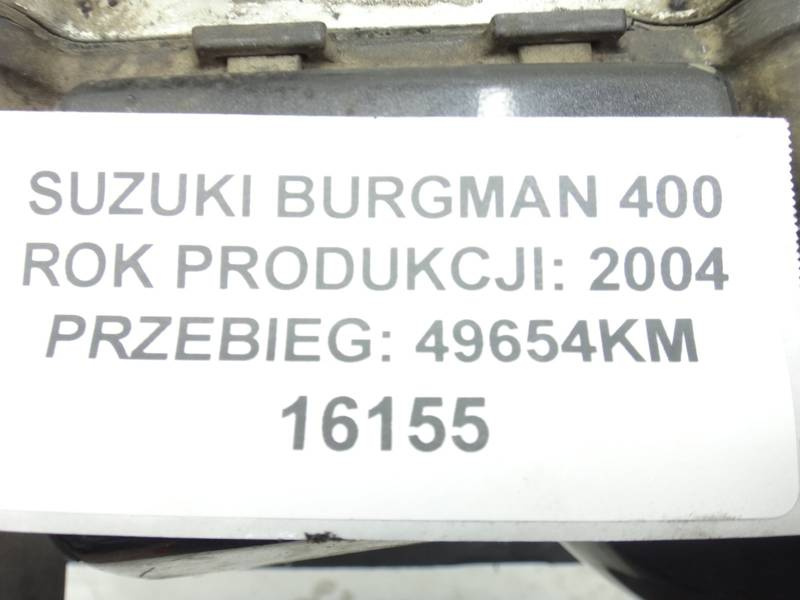 SUZUKI BURGMAN 400
ROK PRODUKCJI: 2004
PRZEBIEG: 49654KM
16155